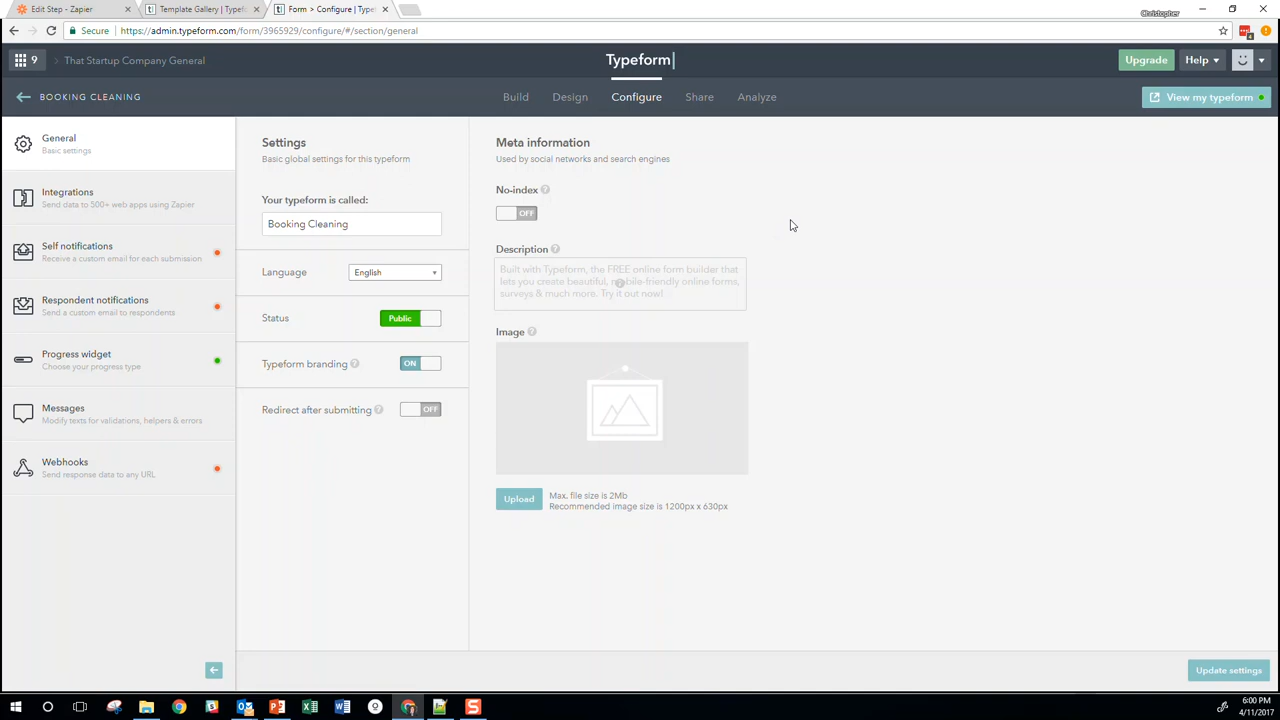 Edit Step - Zapier
Template Gallery | Typef
Form > Configure | Type
Christopher
Secure
https://admin.typeform.com/form/3965929/configure/#/section/general
9
> That Startup Company General
Typeform
Upgrade
Help
BOOKING CLEANING
Build
Design
Configure
Share
Analyze
View my typeform
General
Basic settings
Integrations
Send data to 500+ web apps using Zapier
Self notifications
Receive a custom email for each submission
Respondent notifications
Send a custom email to respondents
Progress widget
Choose your progress type
Messages
Modify texts for validations, helpers & errors
Webhooks
Send response data to any URL
Settings
Basic global settings for this typeform
Your typeform is called:
Booking Cleaning
Language
English
Status
Public
Typeform branding ?
ON
Redirect after submitting ?
OFF
Meta information
Used by social networks and search engines
No-index ?
OFF
Description ?
Built with Typeform, the FREE online form builder that
lets you create beautiful, mobile-friendly online forms,
surveys & much more. Try it out now!
Image ?
Upload
Max. file size is 2Mb
Recommended image size is 1200px x 630px
Update settings
6:00 PM
4/11/2017